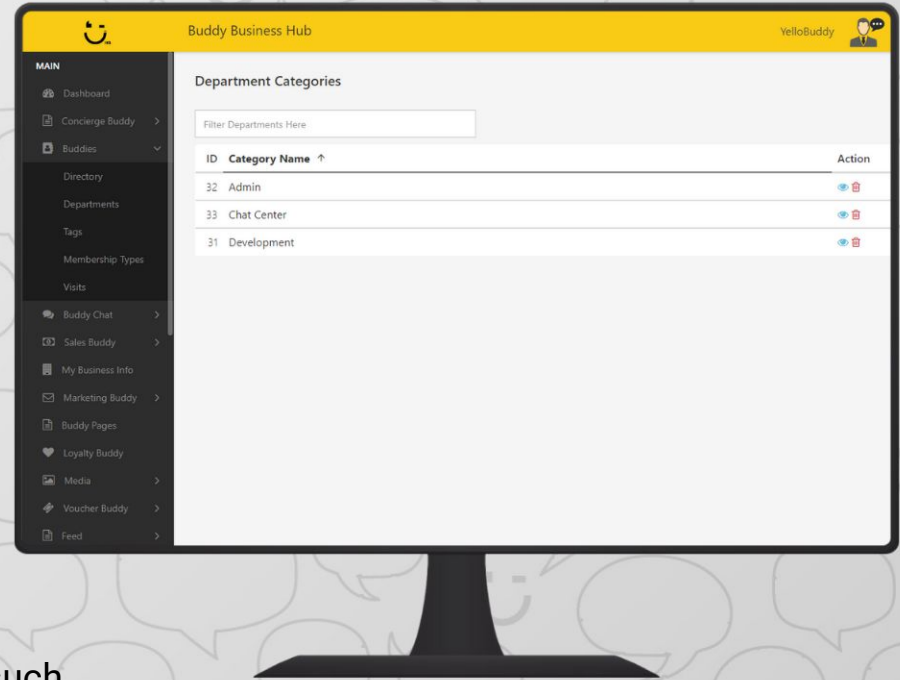 Buddy Business Hub
YelloBuddy
MAIN
Dashboard
Concierge Buddy
Buddies
Directory
Departments
Tags
Membership Types
Visits
Buddy Chat
Sales Buddy
My Business Info
Marketing Buddy
Buddy Pages
Loyalty Buddy
Media
Voucher Buddy
Feed
Department Categories
Filter Departments Here
ID Category Name ↑ Action
32 Admin
33 Chat Center
31 Development